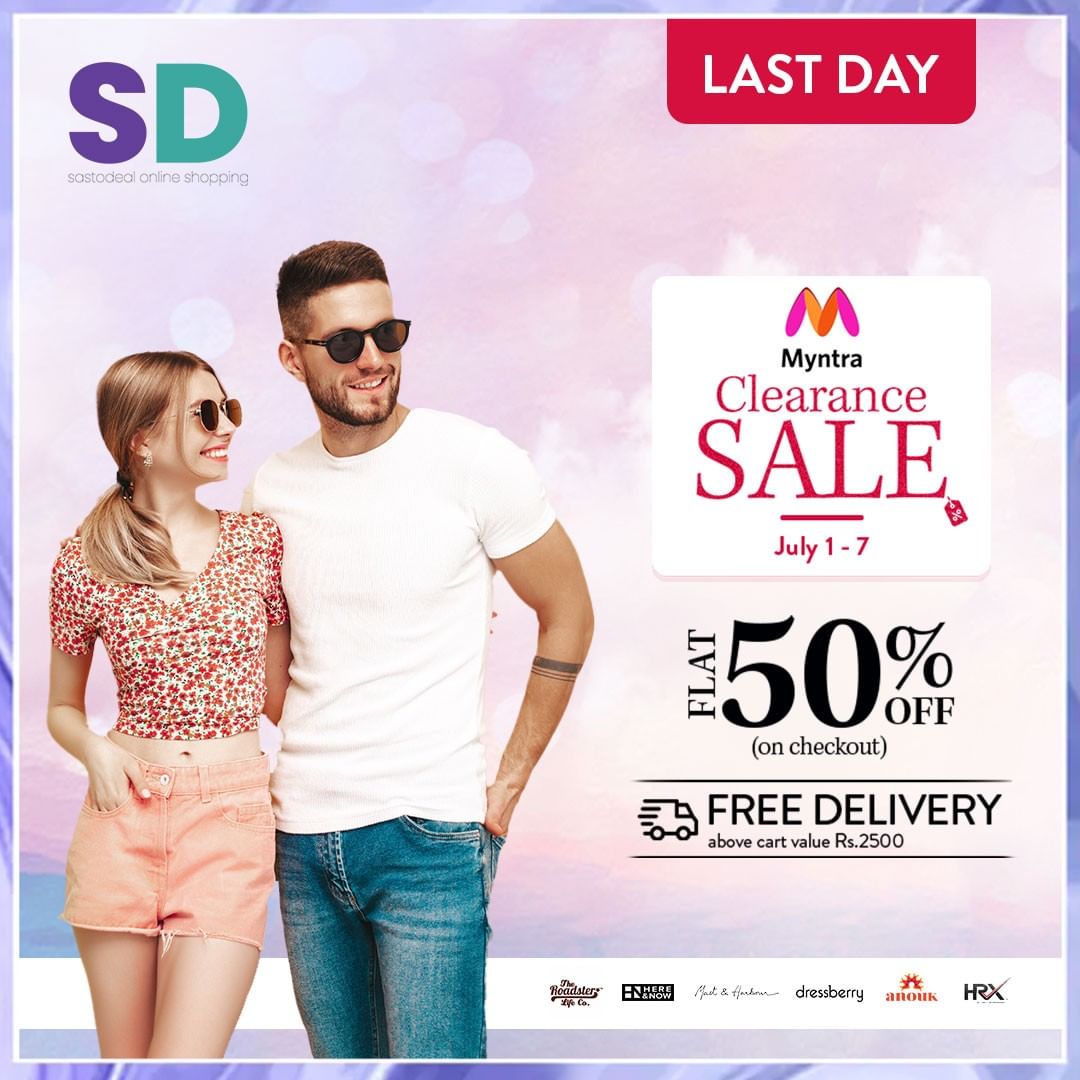 LAST DAY
SD
sastodeal online shopping
Myntra
Clearance
SALE
%
July 1 - 7
FLAT 50% OFF
(on checkout)
FREE DELIVERY
above cart value Rs.2500
The
Roadster
Life Co.
HN HERE
&NOW
Mast & Harbour
dressberry
anouk
HRX